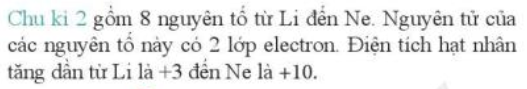 Chu kì 2 gồm 8 nguyên tố từ Li đến Ne. Nguyên tử của
các nguyên tố này có 2 lớp electron. Điện tích hạt nhân
tăng dần từ Li là +3 đến Ne là +10.